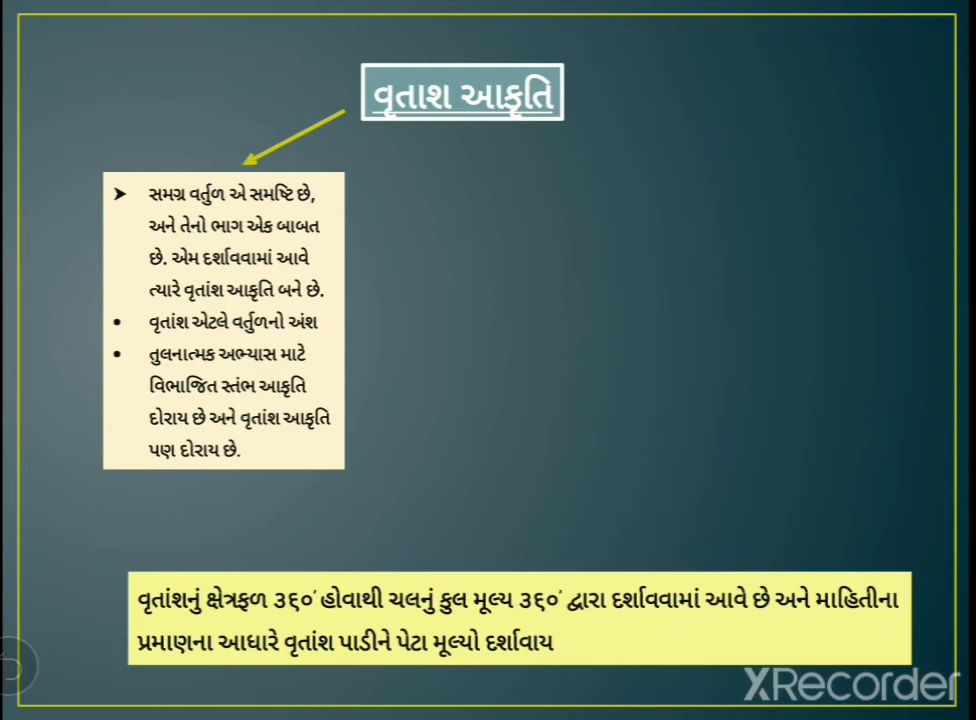 વૃતાશ આકૃતિ
➤ સમગ્ર વર્તુળ એ સમષ્ટિ છે,
અને તેનો ભાગ એક બાબત
છે. એમ દર્શાવવામાં આવે
ત્યારે વૃતાંશ આકૃતિ બને છે.
• વૃતાંશ એટલે વર્તુળનો અંશ
• તુલનાત્મક અભ્યાસ માટે
વિભાજિત સ્તંભ આકૃતિ
દોરાય છે અને વૃતાંશ આકૃતિ
પણ દોરાય છે.
વૃતાંશનું ક્ષેત્રફળ ૩૬૦' હોવાથી ચલનું કુલ મૂલ્ય ૩૬૦' દ્વારા દર્શાવવામાં આવે છે અને માહિતીના
પ્રમાણના આધારે વૃતાંશ પાડીને પેટા મૂલ્યો દર્શાવાય
XRecorder